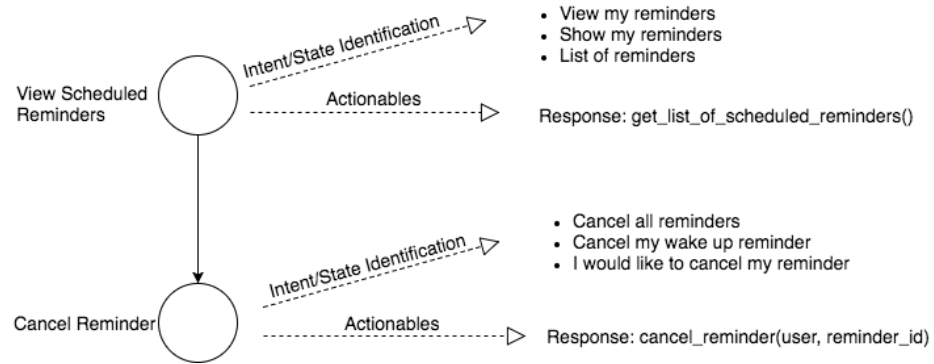 • View my reminders
• Show my reminders
• List of reminders
Intent/State Identification
View Scheduled
Reminders
Actionables
Response: get_list_of_scheduled_reminders()
• Cancel all reminders
• Cancel my wake up reminder
• I would like to cancel my reminder
Intent/State Identification
Cancel Reminder
Actionables
Response: cancel_reminder(user, reminder_id)